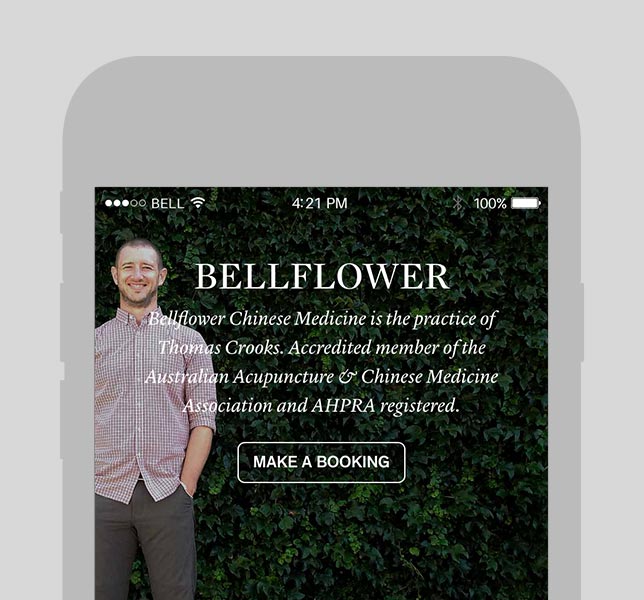 BELL 4:21 PM 100%
BELLFLOWER
Bellflower Chinese Medicine is the practice of
Thomas Crooks. Accredited member of the
Australian Acupuncture & Chinese Medicine
Association and AHPRA registered.
MAKE A BOOKING